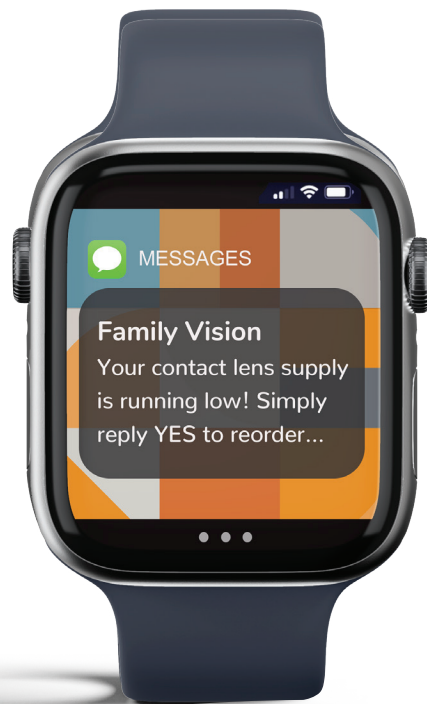 MESSAGES
Family Vision
Your contact lens supply
is running low! Simply
reply YES to reorder...